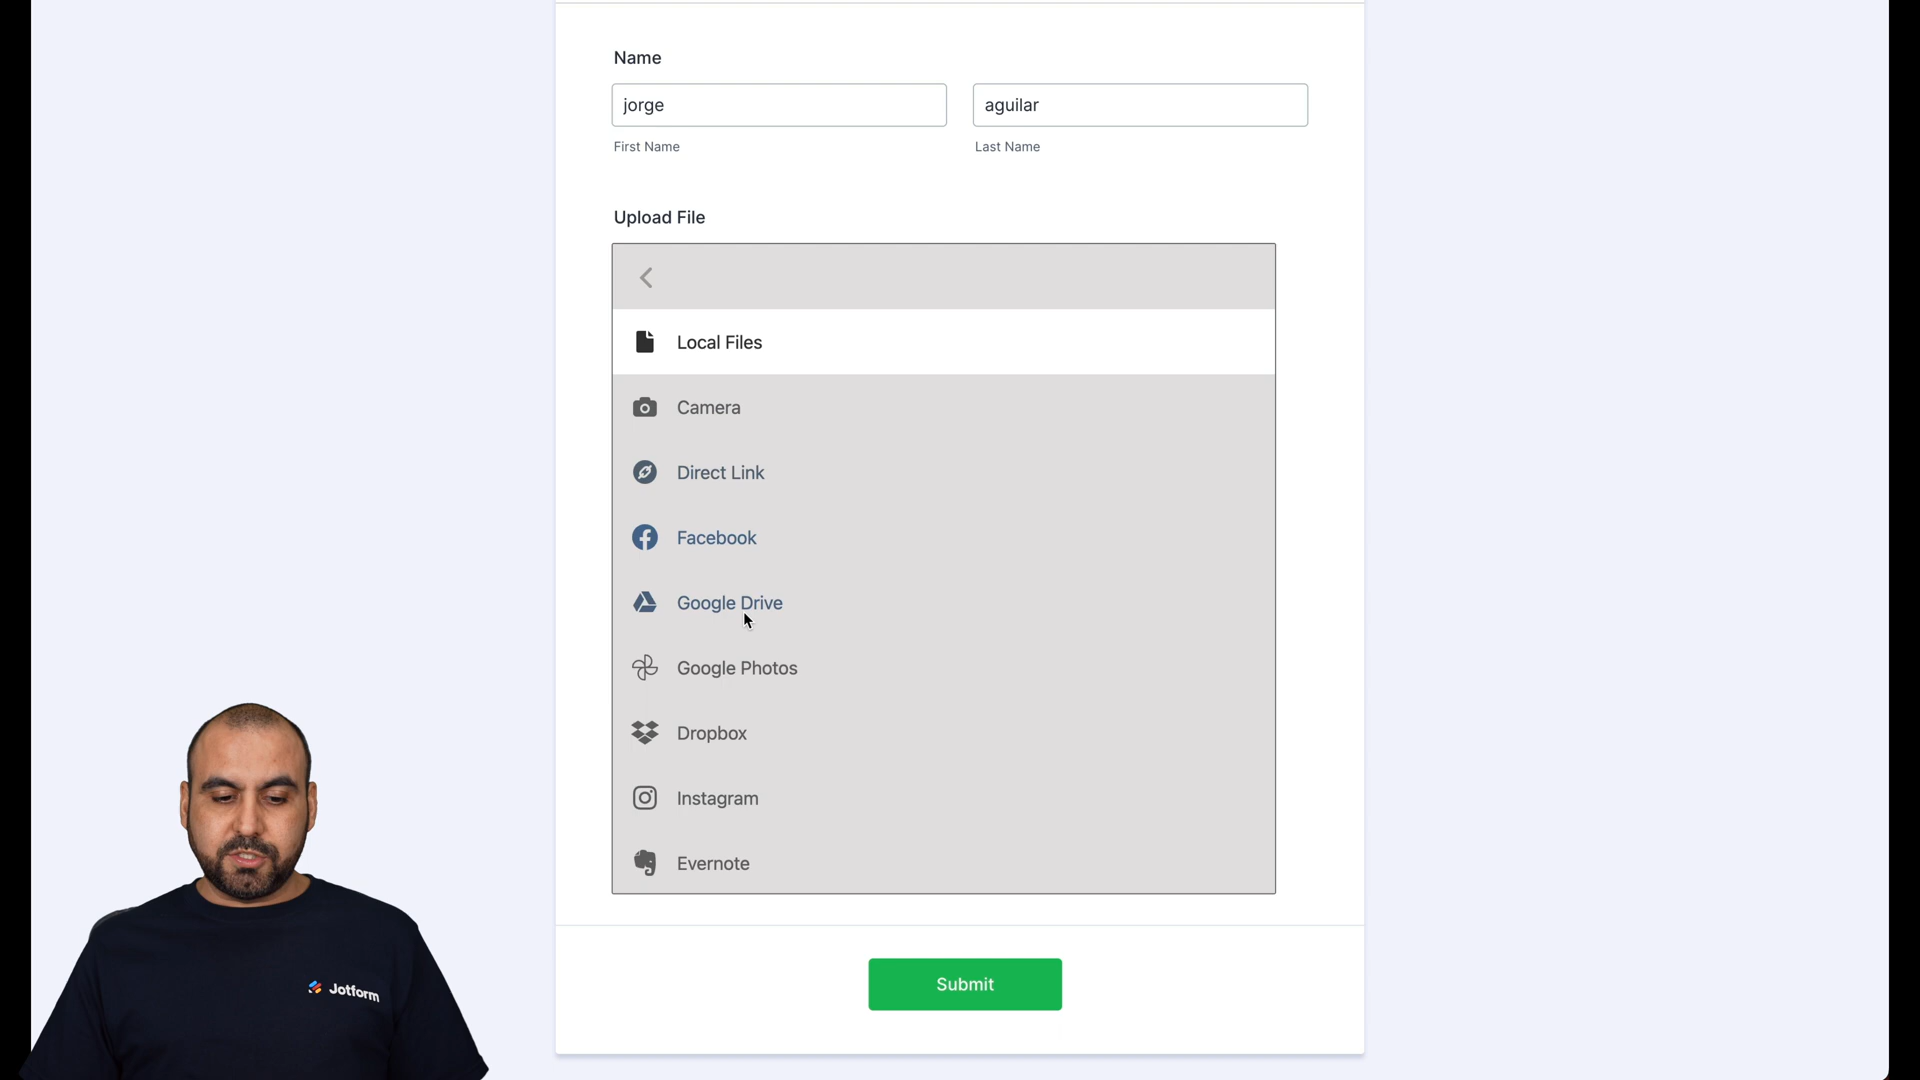 Name
jorge
aguilar
First Name
Last Name
Upload File
Local Files
Camera
Direct Link
Facebook
Google Drive
Google Photos
Dropbox
Instagram
Evernote
Submit
Jotform